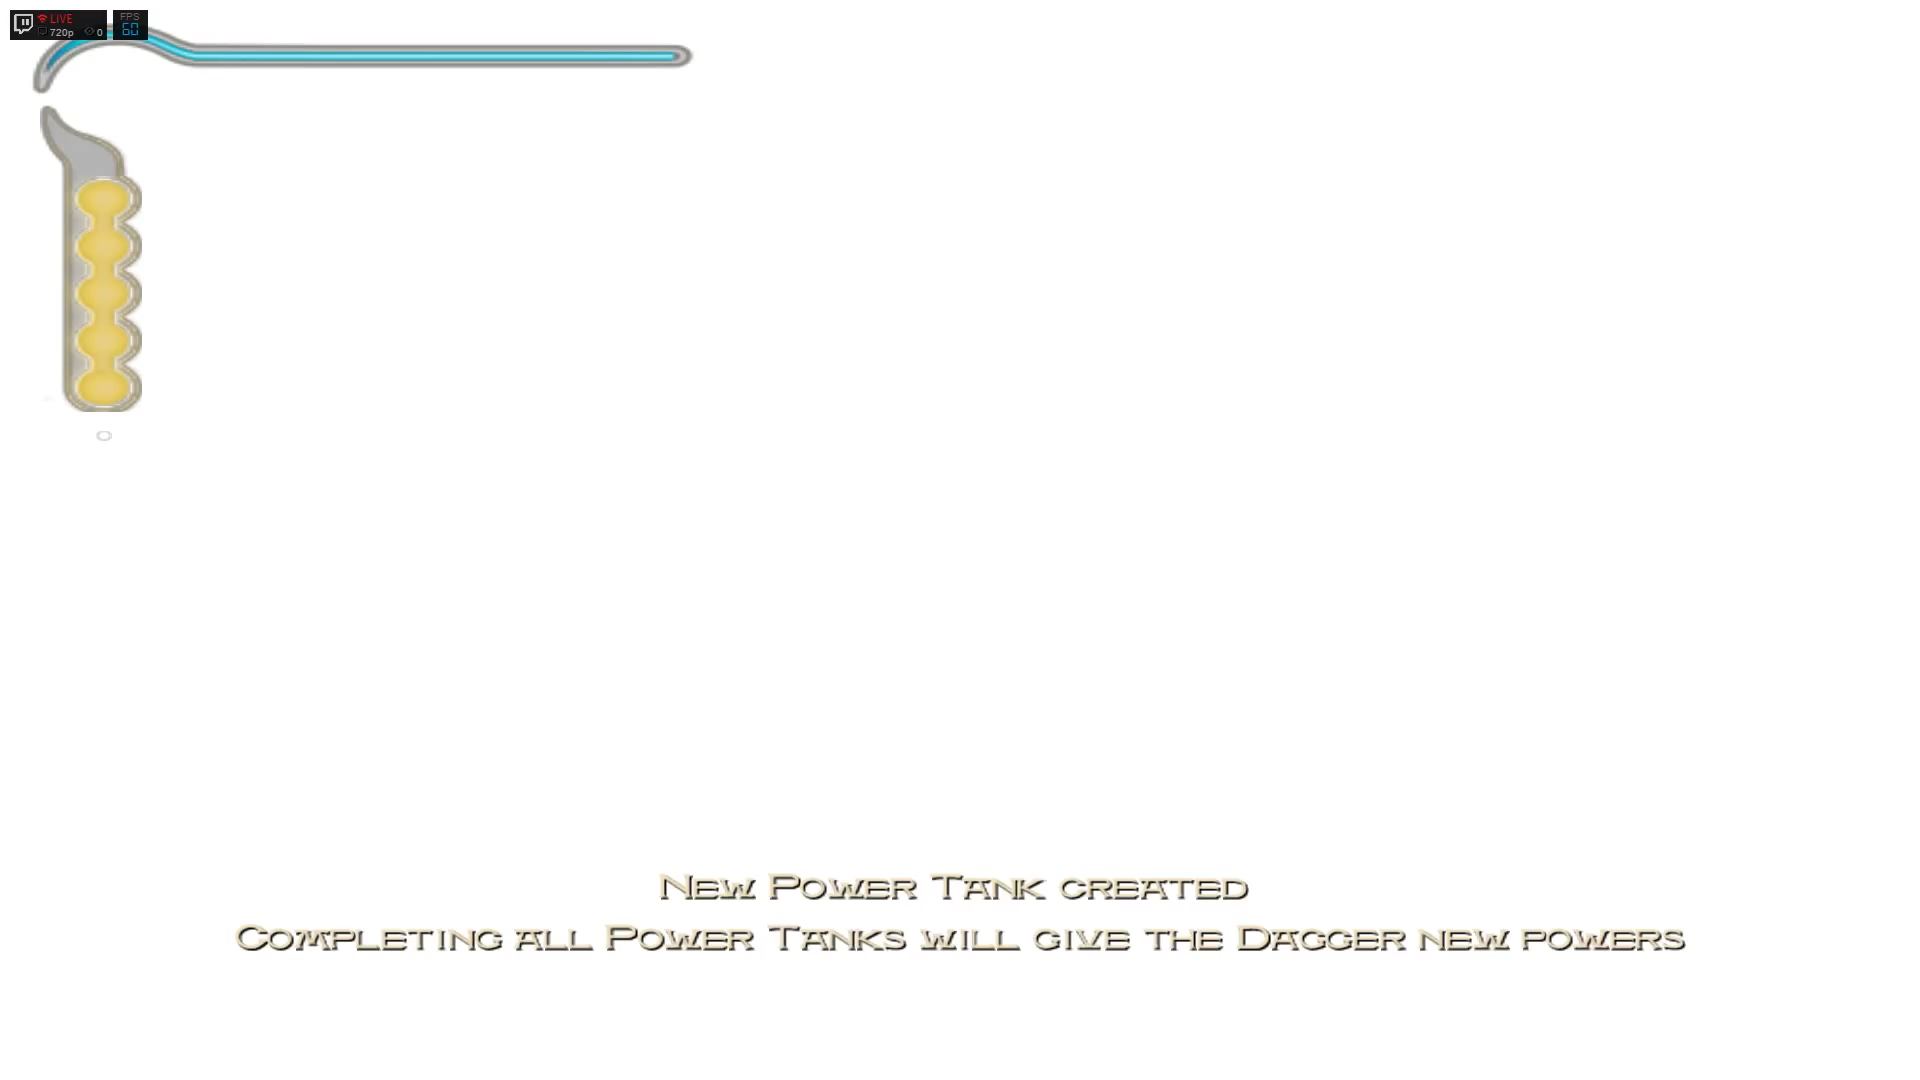 LIVE
FPS
720p 0
60
New Power Tank created
Completing all Power Tanks will give the Dagger new powers